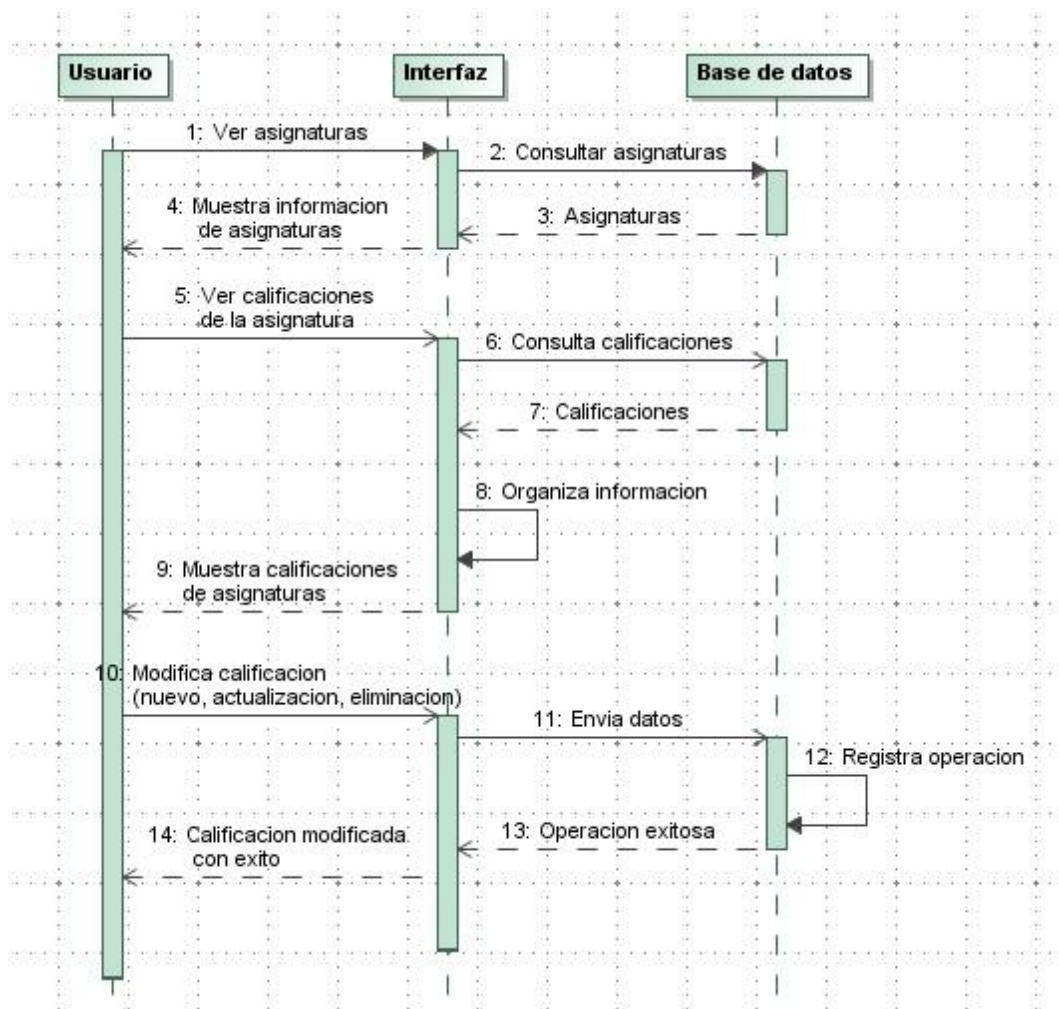 Usuario
Interfaz
Base de datos
1: Ver asignaturas
2: Consultar asignaturas
3: Asignaturas
4: Muestra informacion
de asignaturas
5: Ver calificaciones
de la asignatura
6: Consulta calificaciones
7: Calificaciones
8: Organiza informacion
9: Muestra calificaciones
de asignaturas
10: Modifica calificacion
(nuevo, actualizacion, eliminacion)
11: Envia datos
12: Registra operacion
13: Operacion exitosa
14: Calificacion modificada
con exito